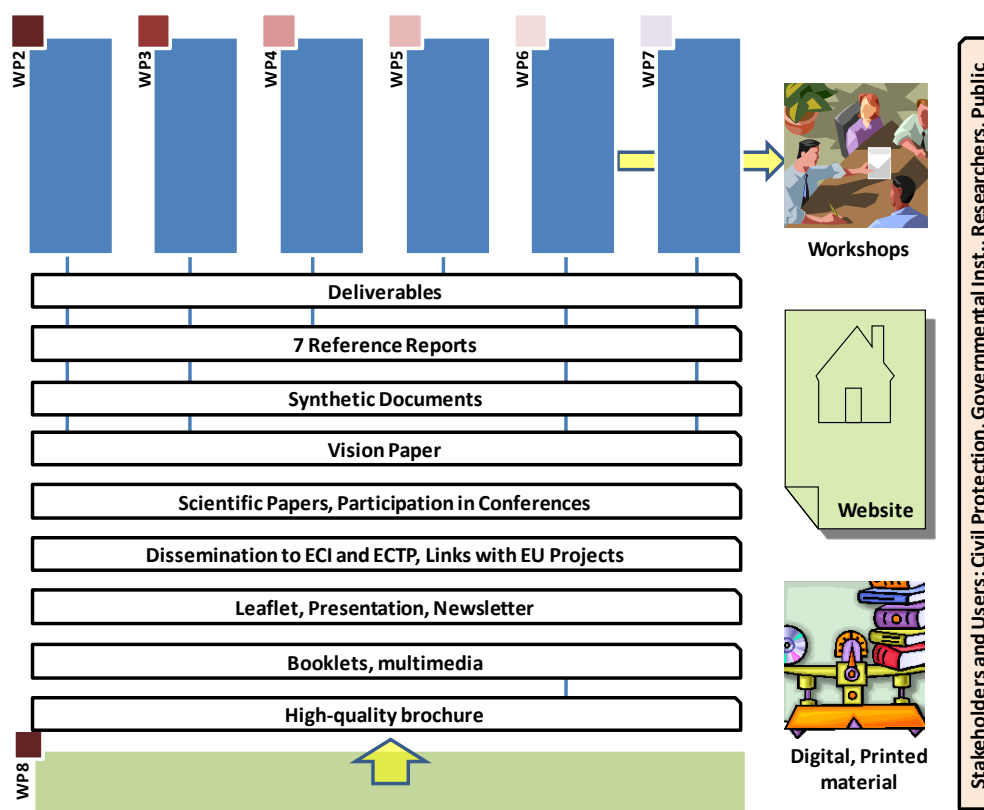 WP2
WP3
WP4
WP5
WP6
WP7
Workshops
Deliverables
7 Reference Reports
Synthetic Documents
Vision Paper
Scientific Papers, Participation in Conferences
Website
Dissemination to ECI and ECTP, Links with EU Projects
Leaflet, Presentation, Newsletter
Booklets, multimedia
High-quality brochure
Digital, Printed
material
WP8
Stakeholders and Users: Civil Protection, Governmental Inst., Researchers, Public